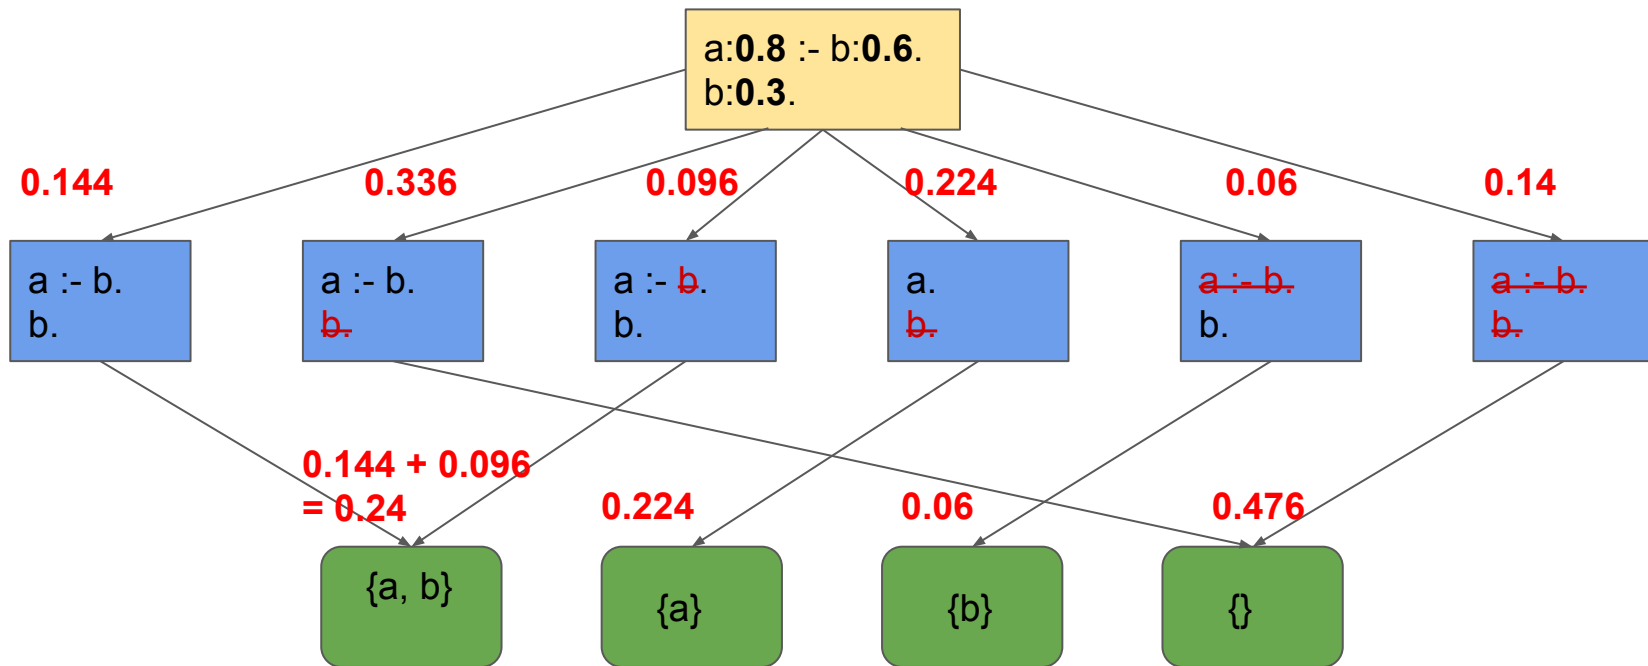 a:0.8 :- b:0.6.
b:0.3.
0.144
0.336
0.096
0.224
0.06
0.14
a :- b.
b.
a :- b.
b.
a :- b.
b.
a.
b.
a :- b.
b.
a :- b.
b.
0.144 + 0.096
= 0.24
0.224
0.06
0.476
{a, b}
{a}
{b}
{}